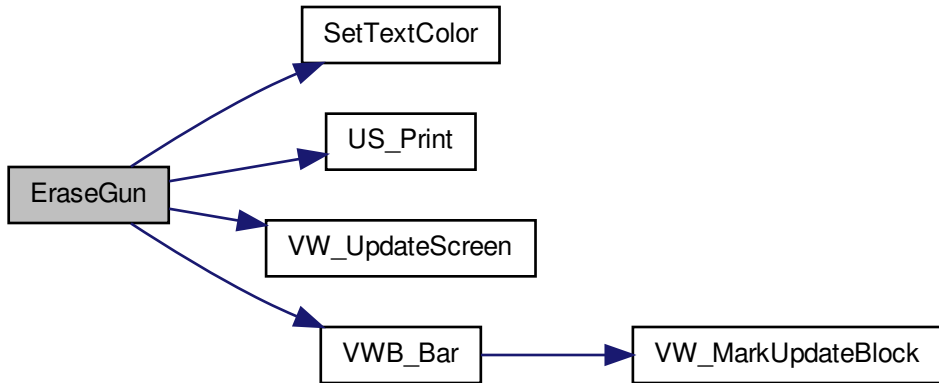 SetTextColor
US_Print
EraseGun
VW_UpdateScreen
VWB_Bar
VW_MarkUpdateBlock